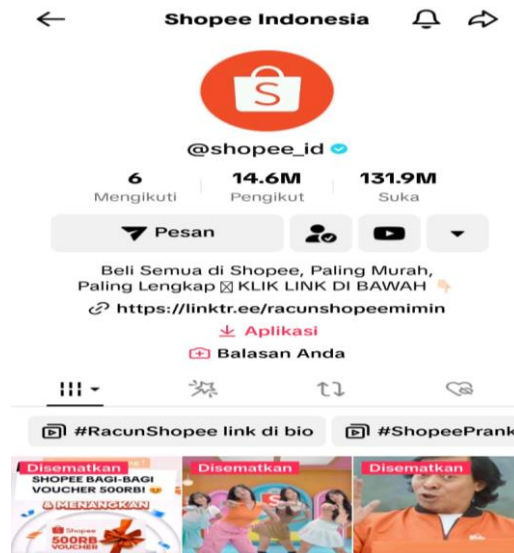 Shopee Indonesia
S
@shopee_id
6 14.6M 131.9M
Mengikuti Pengikut Suka
Pesan
Beli Semua di Shopee, Paling Murah,
Paling Lengkap KLIK LINK DI BAWAH
https://linktr.ee/racunshopeemimin
Aplikasi
Balasan Anda
#RacunShopee link di bio #ShopeePrank
Disematkan Disematkan Disematkan
SHOPEE BAGI-BAGI
VOUCHER 500RB!
& MENANGKAN
Shopee
500RB
VOUCHER